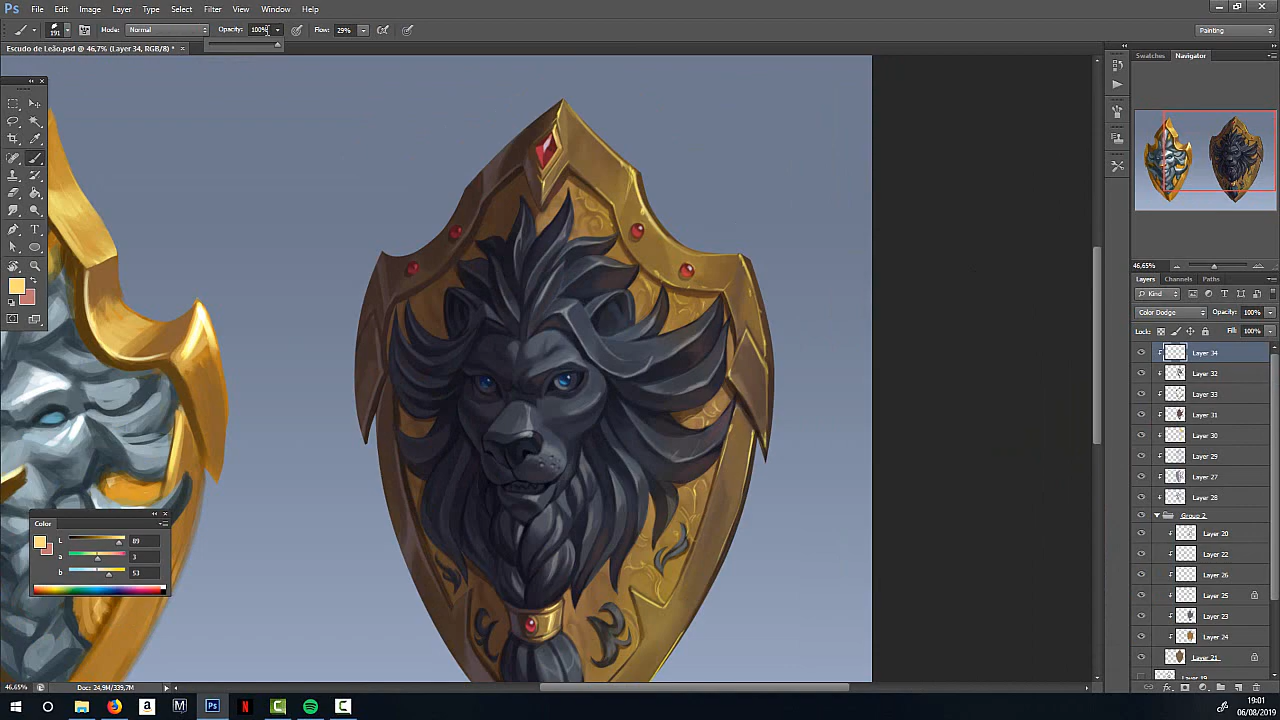 Ps File Edit Image Layer Type Select Filter 3D View Window Help
191 Mode: Normal Opacity: 100% Flow: 29% Painting
Escudo de Leão.psd @ 46,7% (Layer 34, RGB/8) *
Swatches Navigator
46,65%
Layers Channels Paths
Kind
Color Dodge Opacity: 100%
Lock: Fill: 100%
Layer 34
Layer 32
Layer 33
Layer 31
Layer 30
Layer 29
Layer 27
Layer 28
Group 2
Layer 20
Layer 22
Layer 26
Layer 25
Layer 23
Layer 24
Layer 21
Layer 19
Color
L 89
a 3
b 53
46,65% Doc: 24,9M/339,7M
19:01
06/08/2019